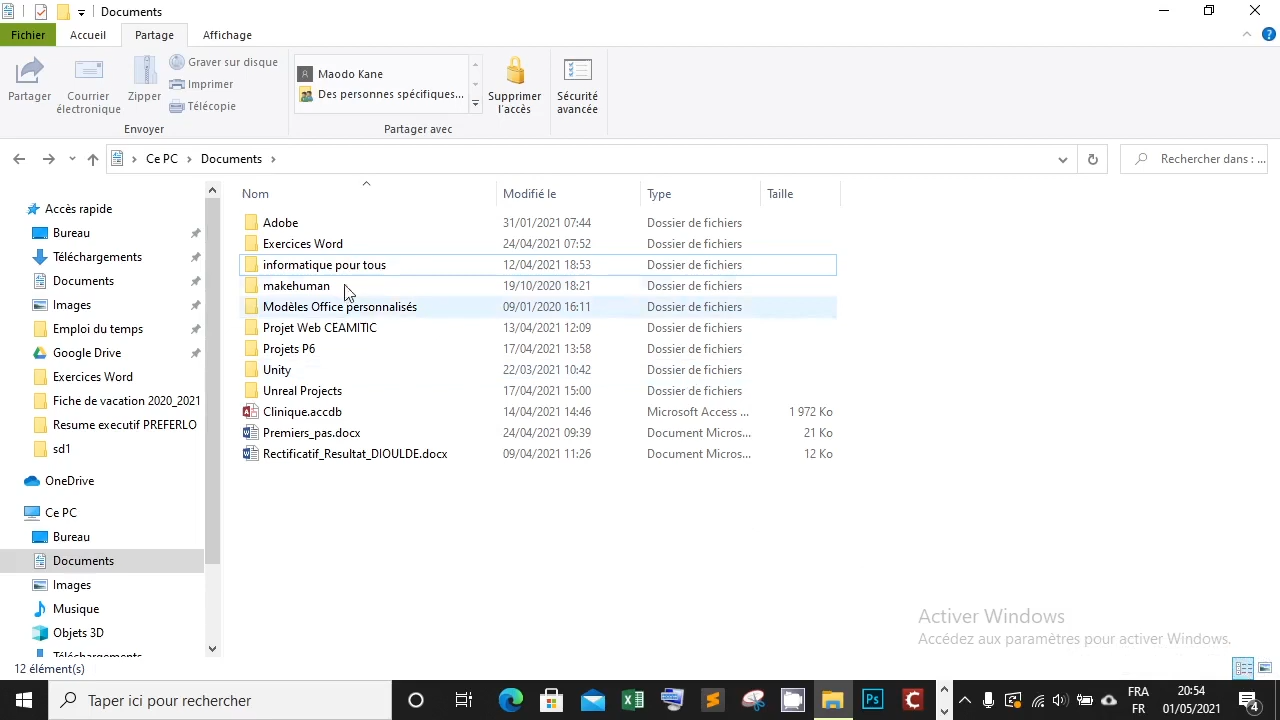 Documents
Fichier Accueil Partage Affichage
Partager
Courrier électronique
Zipper
Graver sur disque
Imprimer
Télécopie
Envoyer
Maodo Kane
Des personnes spécifiques...
Partager avec
Supprimer l'accès
Sécurité avancée
Ce PC Documents
Rechercher dans : ...
Nom Modifié le Type Taille
Adobe 31/01/2021 07:44 Dossier de fichiers
Exercices Word 24/04/2021 07:52 Dossier de fichiers
informatique pour tous 12/04/2021 18:53 Dossier de fichiers
makehuman 19/10/2020 18:21 Dossier de fichiers
Modèles Office personnalisés 09/01/2020 16:11 Dossier de fichiers
Projet Web CEAMITIC 13/04/2021 12:09 Dossier de fichiers
Projets P6 17/04/2021 13:58 Dossier de fichiers
Unity 22/03/2021 10:42 Dossier de fichiers
Unreal Projects 17/04/2021 15:00 Dossier de fichiers
Clinique.accdb 14/04/2021 14:46 Microsoft Access ... 1 972 Ko
Premiers_pas.docx 24/04/2021 09:39 Document Micros... 21 Ko
Rectificatif_Resultat_DIOULDE.docx 09/04/2021 11:26 Document Micros... 12 Ko
Accès rapide
Bureau
Téléchargements
Documents
Images
Emploi du temps
Google Drive
Exercices Word
Fiche de vacation 2020_2021
Resume executif PREFERLO
sd1
OneDrive
Ce PC
Bureau
Documents
Images
Musique
Objets 3D
Téléchargements
Activer Windows
Accédez aux paramètres pour activer Windows.
12 élément(s)
Taper ici pour rechercher
Ps
FRA
FR
20:54
01/05/2021
4